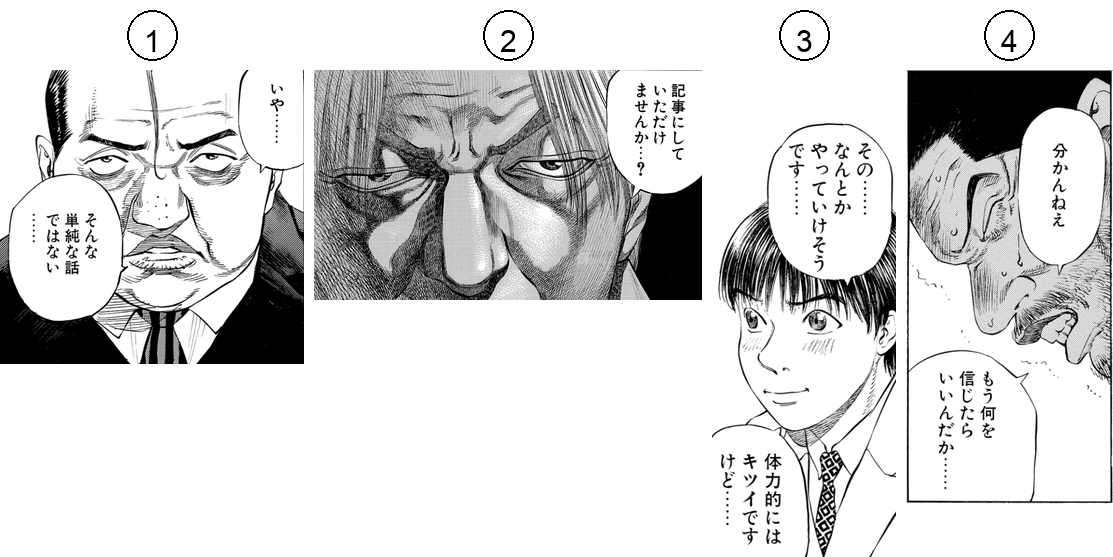 1
いや……
そんな
単純な話
ではない
……
2
記事にして
いただけ
ませんか…?
3
その……
なんとか
やっていけそう
です……
体力的には
キツイです
けど……
4
分かんねえ
もう何を
信じたら
いいんだか……